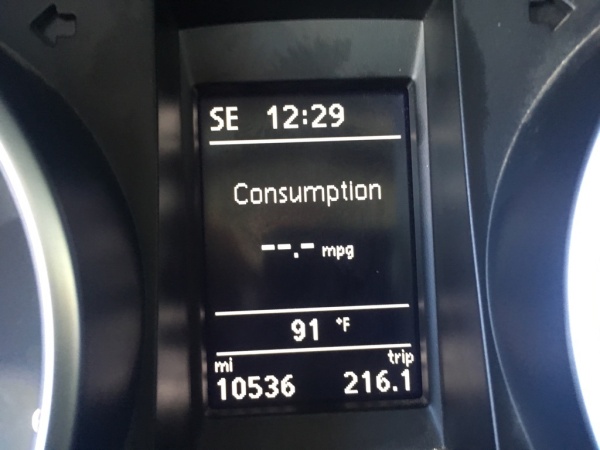 SE 12:29
Consumption
--.- mpg
91 °F
mi trip
10536 216.1